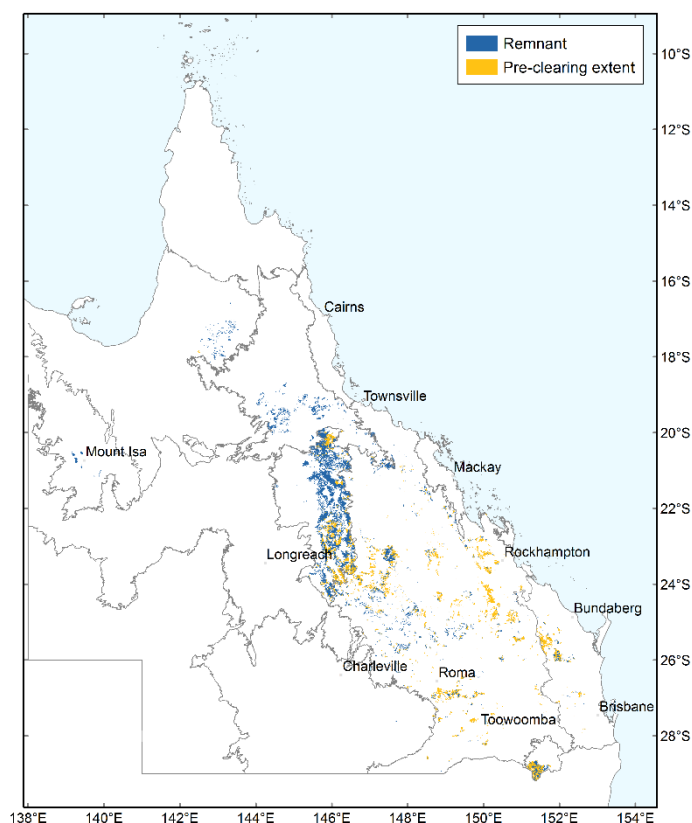 Remnant
Pre-clearing extent
10°S
12°S
14°S
16°S
Cairns
18°S
Townsville
20°S
Mount Isa
Mackay
22°S
Longreach
Rockhampton
24°S
Bundaberg
Charleville
26°S
Roma
Brisbane
Toowoomba
28°S
138°E 140°E 142°E 144°E 146°E 148°E 150°E 152°E 154°E